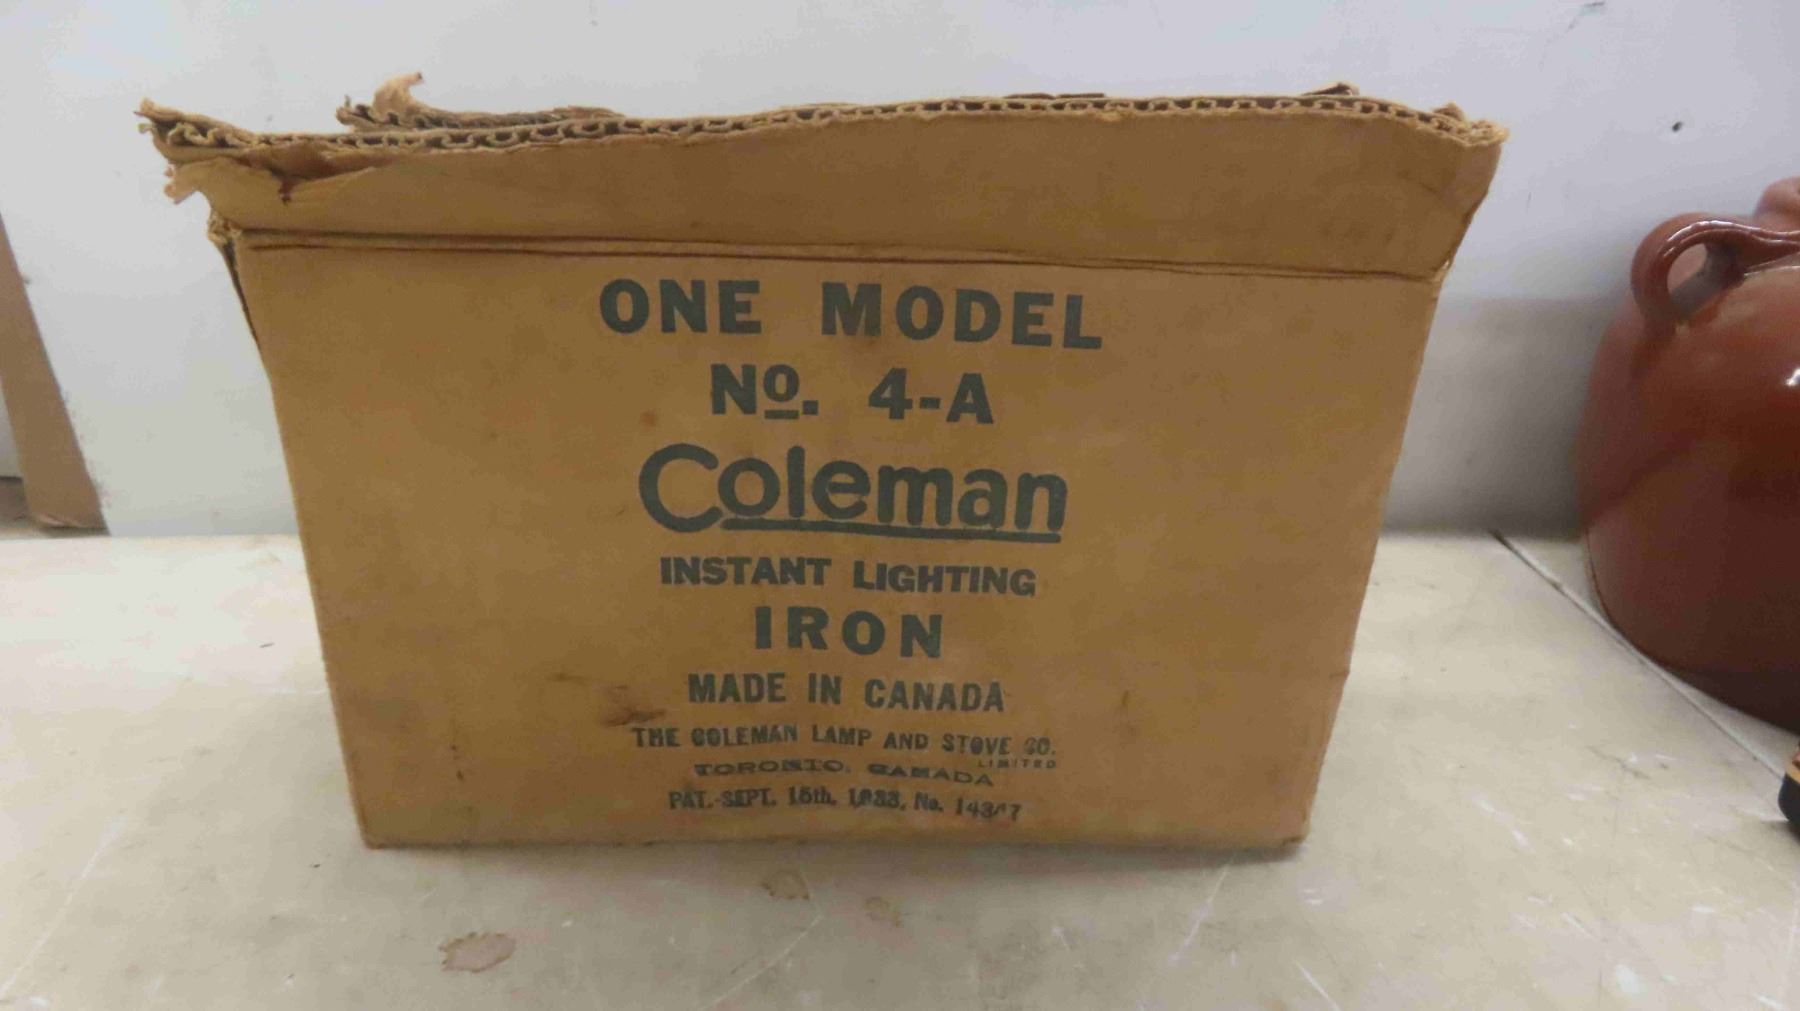 ONE MODEL
No. 4-A
Coleman
INSTANT LIGHTING
IRON
MADE IN CANADA
THE COLEMAN LAMP AND STOVE CO.
LIMITED
TORONTO, CANADA
PAT.-SEPT. 15th, No.